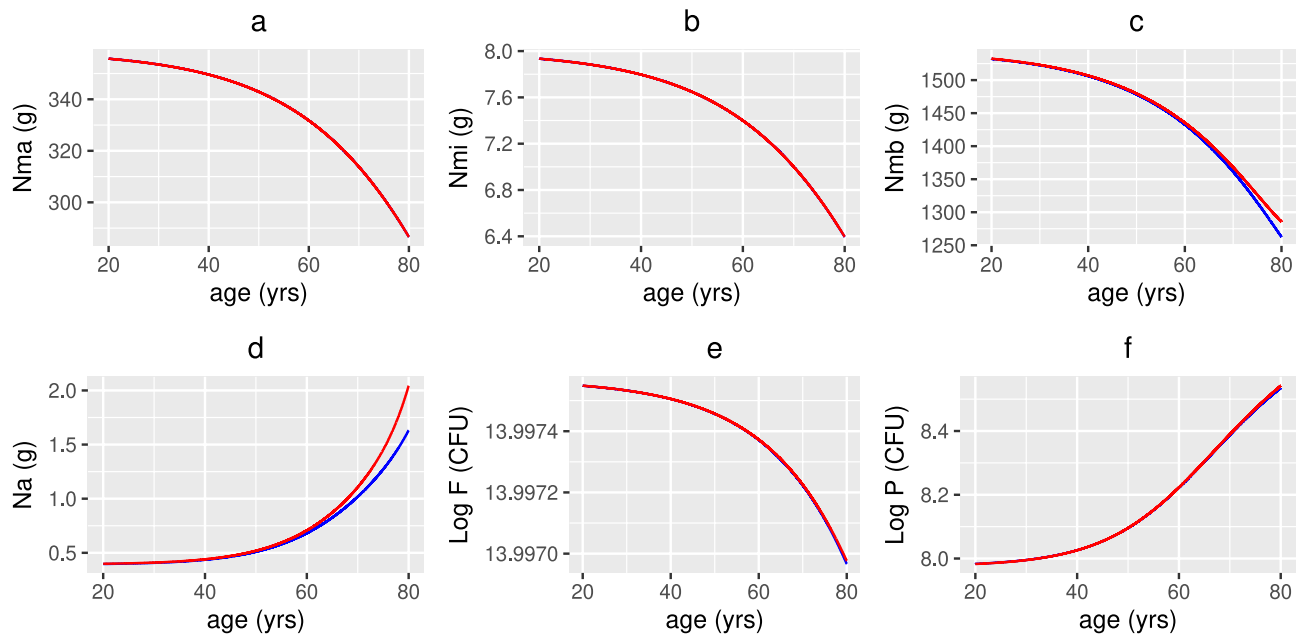 a
Nma (g)
340
320
300
20 40 60 80
age (yrs)
b
Nmi (g)
8.0
7.6
7.2
6.8
6.4
20 40 60 80
age (yrs)
c
Nmb (g)
1500
1450
1400
1350
1300
1250
20 40 60 80
age (yrs)
d
Na (g)
2.0
1.5
1.0
0.5
20 40 60 80
age (yrs)
e
Log F (CFU)
13.9974
13.9972
13.9970
20 40 60 80
age (yrs)
f
Log P (CFU)
8.4
8.2
8.0
20 40 60 80
age (yrs)